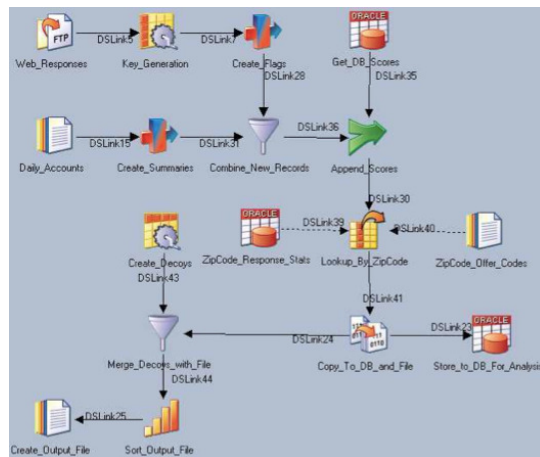 FTP
ORACLE
DSLink5
DSLink7
Web_Responses
Key_Generation
Create_Flags
Get_DB_Scores
DSLink28
DSLink35
DSLink15
DSLink31
DSLink36
Daily_Accounts
Create_Summaries
Combine_New_Records
Append_Scores
DSLink30
ORACLE
DSLink39
DSLink40
Create_Decoys
ZipCode_Response_Stats
Lookup_By_ZipCode
ZipCode_Offer_Codes
DSLink43
DSLink41
ORACLE
DSLink24
DSLink23
Merge_Decoys_with_File
Copy_To_DB_and_File
Store_to_DB_For_Analysis
DSLink44
DSLink25
Create_Output_File
Sort_Output_File